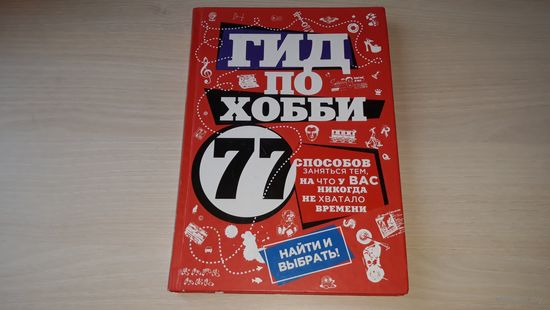 ГИД
ПО
ХОББИ
77
СПОСОБОВ
ЗАНЯТЬСЯ ТЕМ,
НА ЧТО У ВАС
НИКОГДА
НЕ ХВАТАЛО
ВРЕМЕНИ
НАЙТИ И
ВЫБРАТЬ!